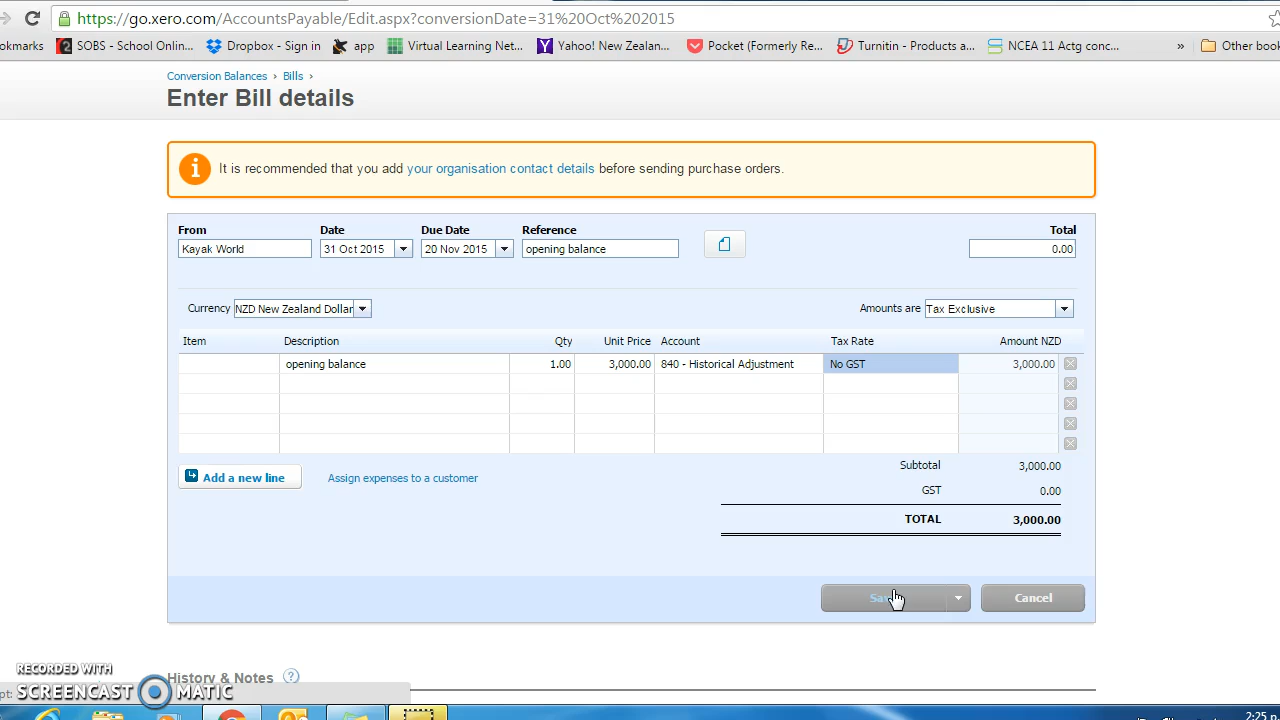 https://go.xero.com/AccountsPayable/Edit.aspx?conversionDate=31%20Oct%202015
okmarks SOBS - School Onlin... Dropbox - Sign in app Virtual Learning Net... Yahoo! New Zealan... Pocket (Formerly Re... Turnitin - Products a... NCEA 11 Actg conc... » Other book
Conversion Balances › Bills ›
Enter Bill details
It is recommended that you add your organisation contact details before sending purchase orders.
From Date Due Date Reference Total
Kayak World 31 Oct 2015 20 Nov 2015 opening balance 0.00
Currency NZD New Zealand Dollar Amounts are Tax Exclusive
Item Description Qty Unit Price Account Tax Rate Amount NZD
opening balance 1.00 3,000.00 840 - Historical Adjustment No GST 3,000.00
Subtotal 3,000.00
Add a new line Assign expenses to a customer
GST 0.00
TOTAL 3,000.00
Cancel
RECORDED WITH
History & Notes ?
SCREENCAST MATIC
pt:
2:25 p